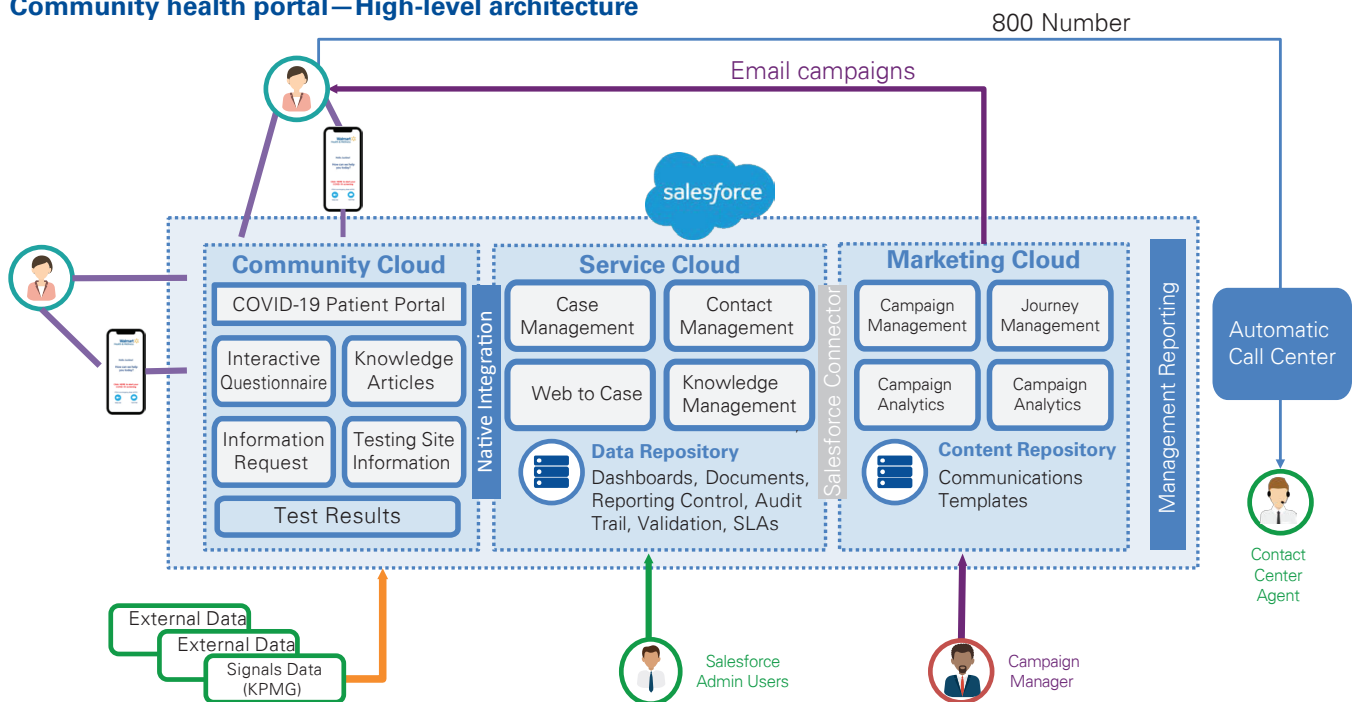 Community health portal—High-level architecture
800 Number
Email campaigns
salesforce
Community Cloud
COVID-19 Patient Portal
Interactive
Questionnaire
Knowledge
Articles
Information
Request
Testing Site
Information
Test Results
Native Integration
Service Cloud
Case
Management
Contact
Management
Web to Case
Knowledge
Management
Data Repository
Dashboards, Documents,
Reporting Control, Audit
Trail, Validation, SLAs
Salesforce Connector
Marketing Cloud
Campaign
Management
Journey
Management
Campaign
Analytics
Campaign
Analytics
Content Repository
Communications
Templates
Management Reporting
Automatic
Call Center
Contact
Center
Agent
External Data
External Data
Signals Data
(KPMG)
Salesforce
Admin Users
Campaign
Manager
Walmart
Walmart